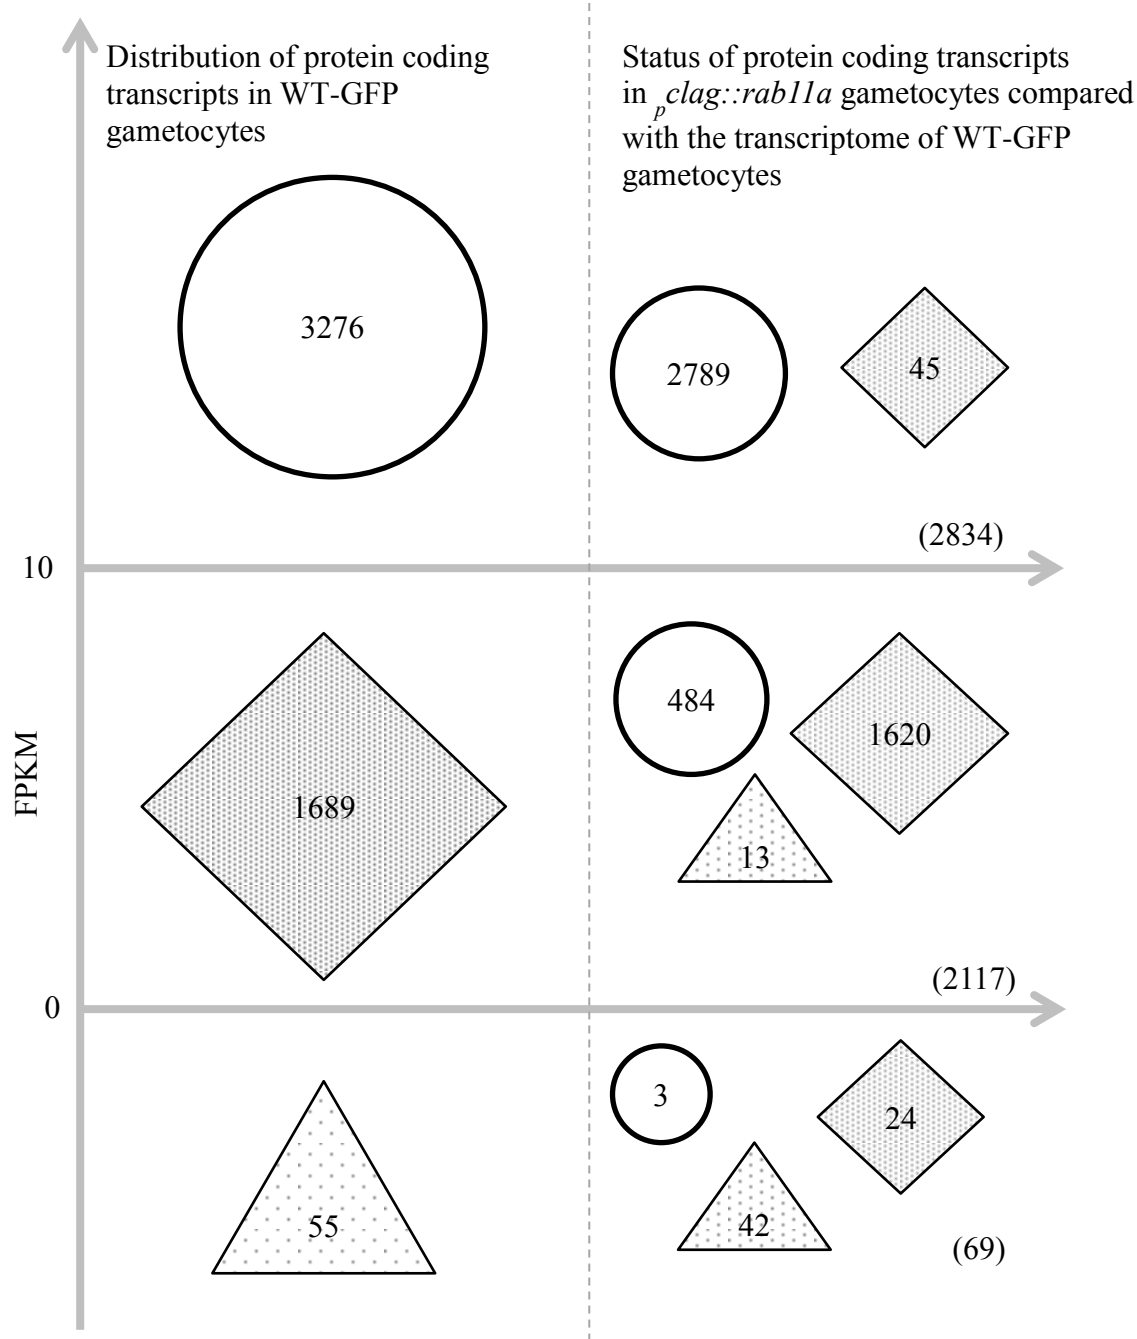 Distribution of protein coding
transcripts in WT-GFP
gametocytes
Status of protein coding transcripts
in pclag::rab11a gametocytes compared
with the transcriptome of WT-GFP
gametocytes
3276
2789
45
(2834)
10
FPKM
1689
484
1620
13
(2117)
0
55
3
24
42
(69)